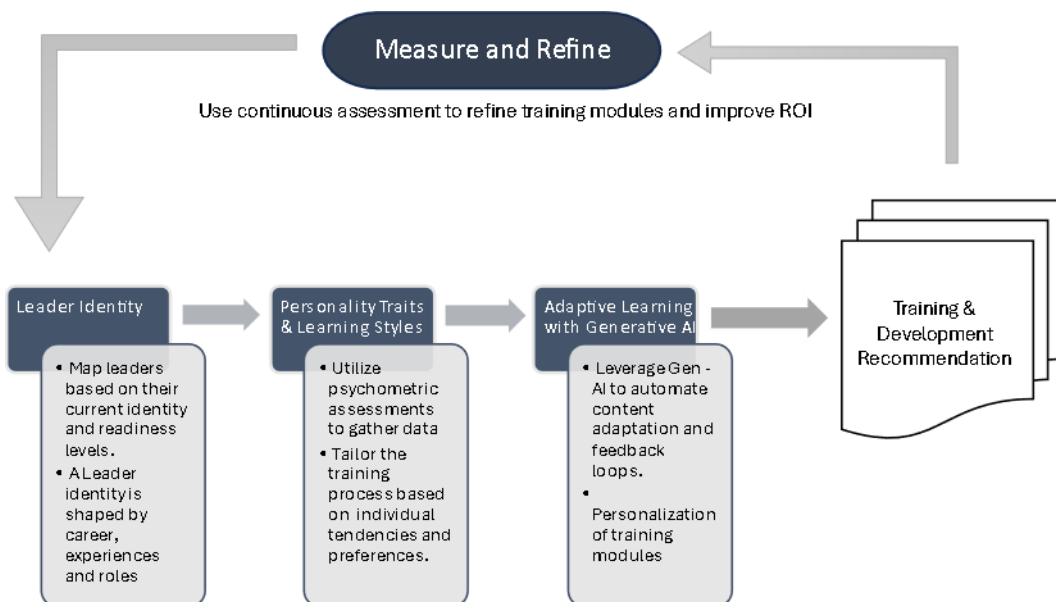 Measure and Refine
Use continuous assessment to refine training modules and improve ROI
Leader Identity
• Map leaders
based on their
current identity
and readiness
levels.
• A Leader
identity is
shaped by
career,
experiences
and roles
Personality Traits
& Learning Styles
• Utilize
psychometric
assessments
to gather data
• Tailor the
training
process based
on individual
tendencies and
preferences.
Adaptive Learning
with Generative AI
• Leverage Gen -
AI to automate
content
adaptation and
feedback
loops.
•
Personalization
of training
modules
Training &
Development
Recommendation